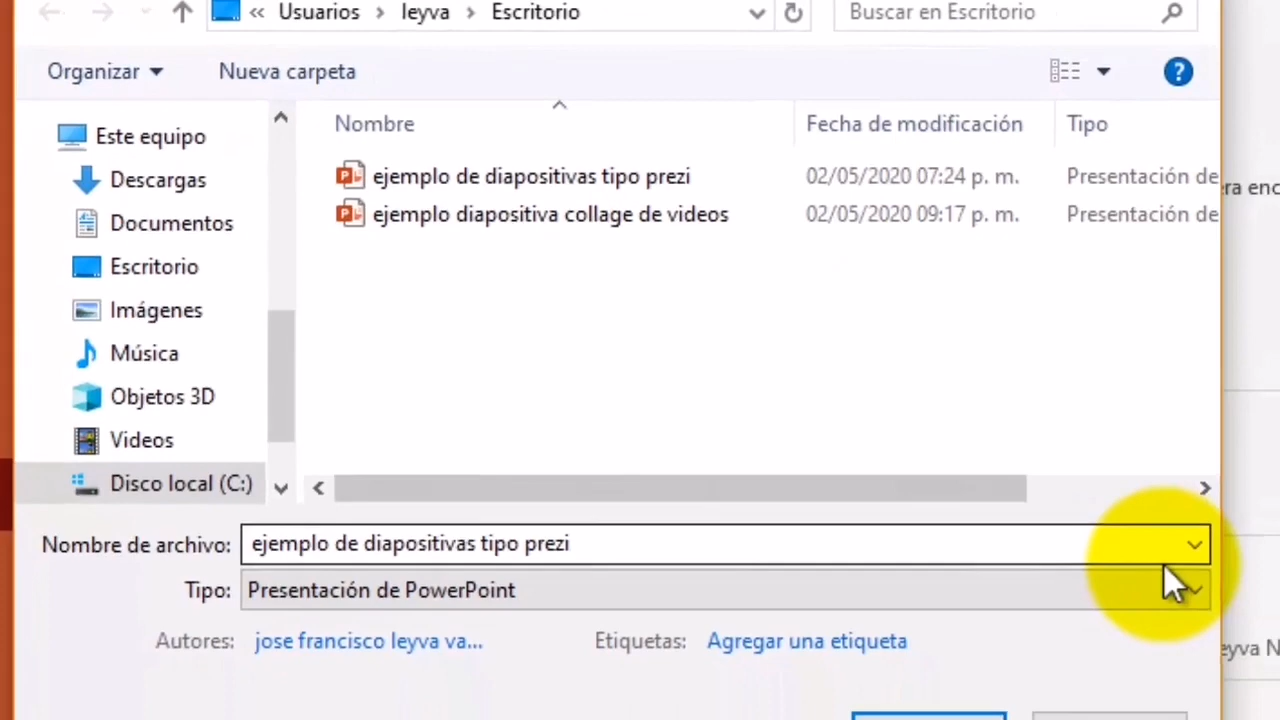 « Usuarios › leyva › Escritorio
Buscar en Escritorio
Organizar
Nueva carpeta
?
Nombre
Fecha de modificación
Tipo
Este equipo
Descargas
Documentos
Escritorio
Imágenes
Música
Objetos 3D
Videos
Disco local (C:)
ejemplo de diapositivas tipo prezi 02/05/2020 07:24 p. m. Presentación de
ejemplo diapositiva collage de videos 02/05/2020 09:17 p. m. Presentación de
ra enc
Nombre de archivo: ejemplo de diapositivas tipo prezi
Tipo: Presentación de PowerPoint
Autores: jose francisco leyva va...
Etiquetas: Agregar una etiqueta
eyva N